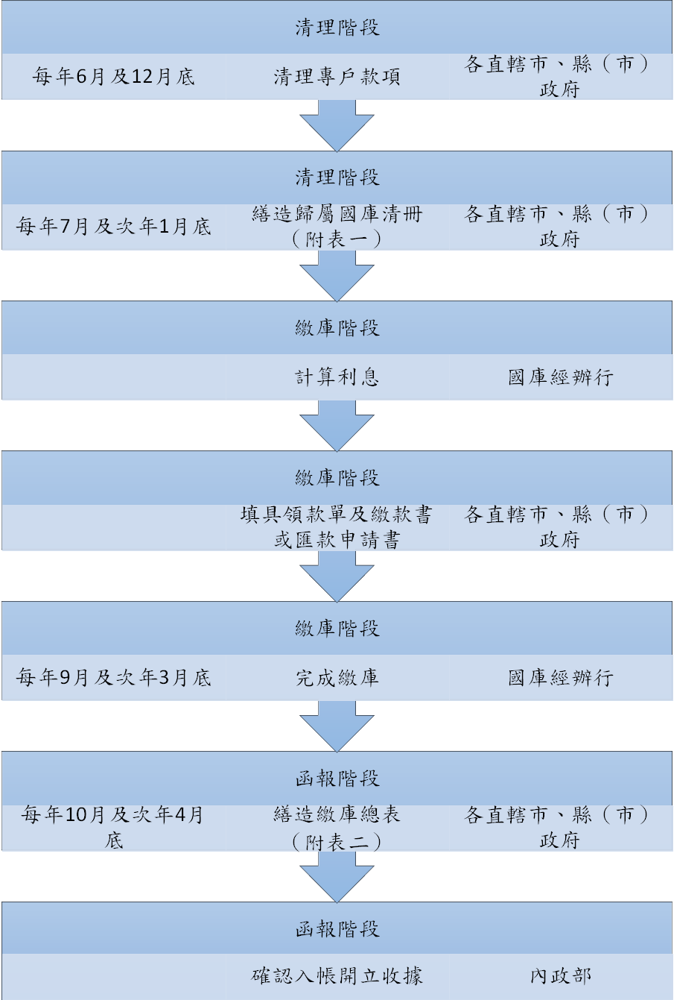 清理階段
每年6月及12月底
清理專戶款項
各直轄市、縣（市）
政府
清理階段
每年7月及次年1月底
繕造歸屬國庫清冊
（附表一）
各直轄市、縣（市）
政府
繳庫階段
計算利息
國庫經辦行
繳庫階段
填具領款單及繳款書
或匯款申請書
各直轄市、縣（市）
政府
繳庫階段
每年9月及次年3月底
完成繳庫
國庫經辦行
函報階段
每年10月及次年4月
底
繕造繳庫總表
（附表二）
各直轄市、縣（市）
政府
函報階段
確認入帳開立收據
內政部